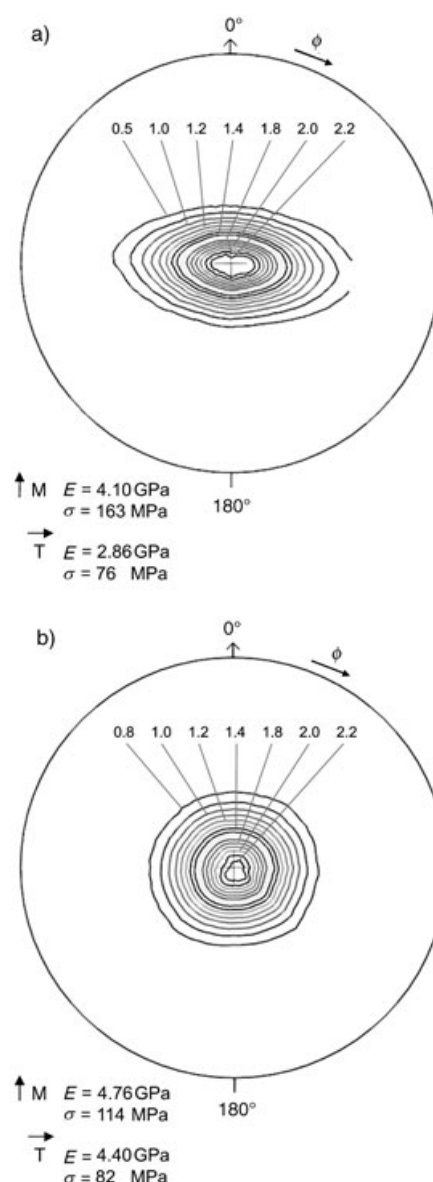 a)
0°
ϕ
0.5 1.0 1.2 1.4 1.8 2.0 2.2
180°
M E = 4.10 GPa
σ = 163 MPa
T E = 2.86 GPa
σ = 76 MPa
b)
0°
ϕ
0.8 1.0 1.2 1.4 1.8 2.0 2.2
180°
M E = 4.76 GPa
σ = 114 MPa
T E = 4.40 GPa
σ = 82 MPa